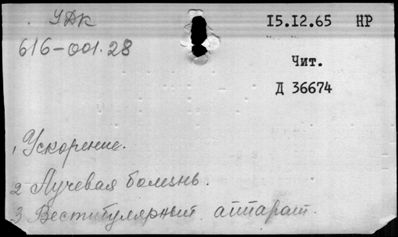 УДК
15.12.65 НР
616-001.28
Чит.
Д 36674
1, Ускорение.
2 Лучевая болезнь.
3 Вестибулярный аппарат.